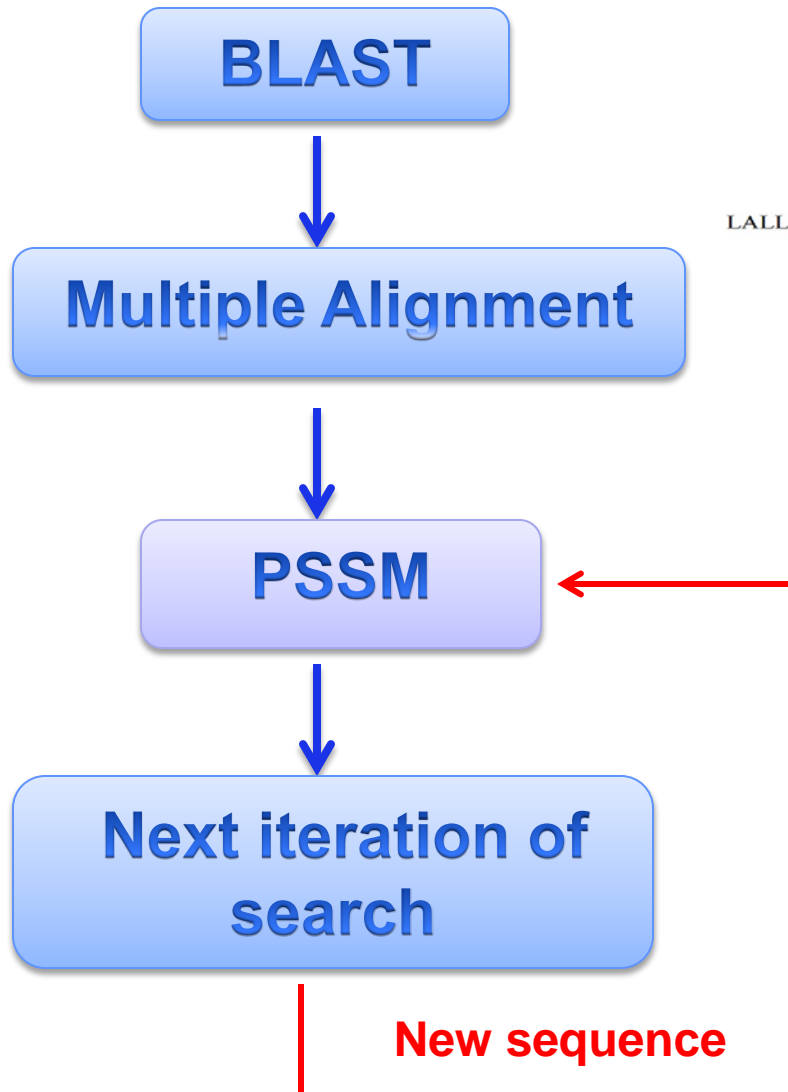 BLAST
LALL
Multiple Alignment
PSSM
Next iteration of
search
New sequence